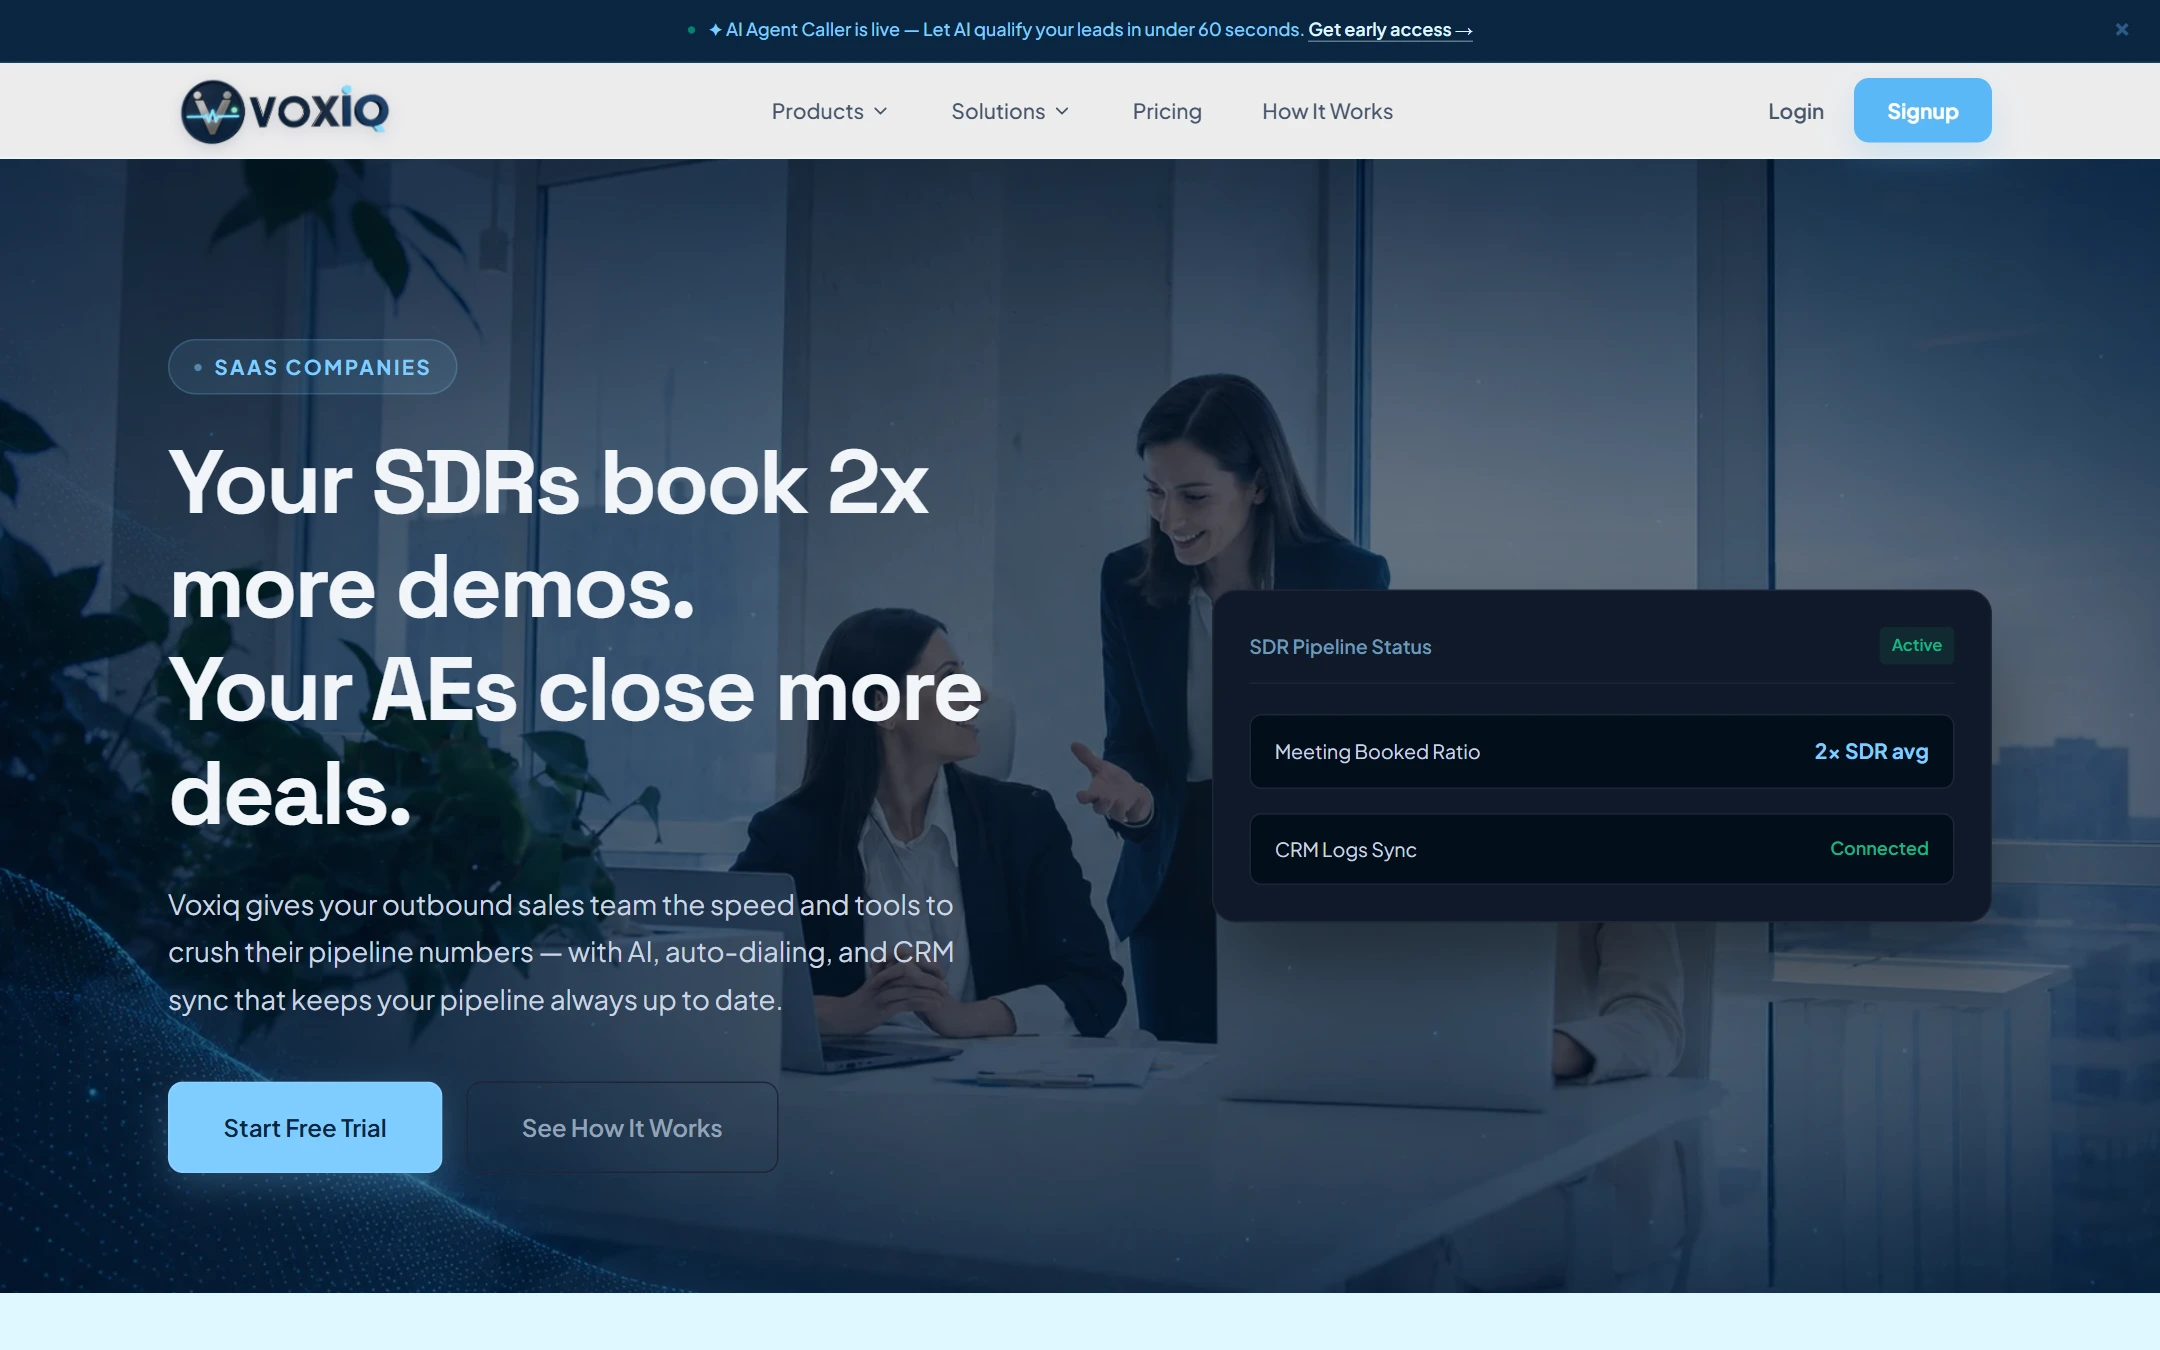 ✦ AI Agent Caller is live — Let AI qualify your leads in under 60 seconds. Get early access →
×
voxiq
Products
Solutions
Pricing
How It Works
Login
Signup
SAAS COMPANIES
Your SDRs book 2x
more demos.
Your AEs close more
deals.
Voxiq gives your outbound sales team the speed and tools to
crush their pipeline numbers — with AI, auto-dialing, and CRM
sync that keeps your pipeline always up to date.
Start Free Trial
See How It Works
SDR Pipeline Status
Active
Meeting Booked Ratio
2x SDR avg
CRM Logs Sync
Connected